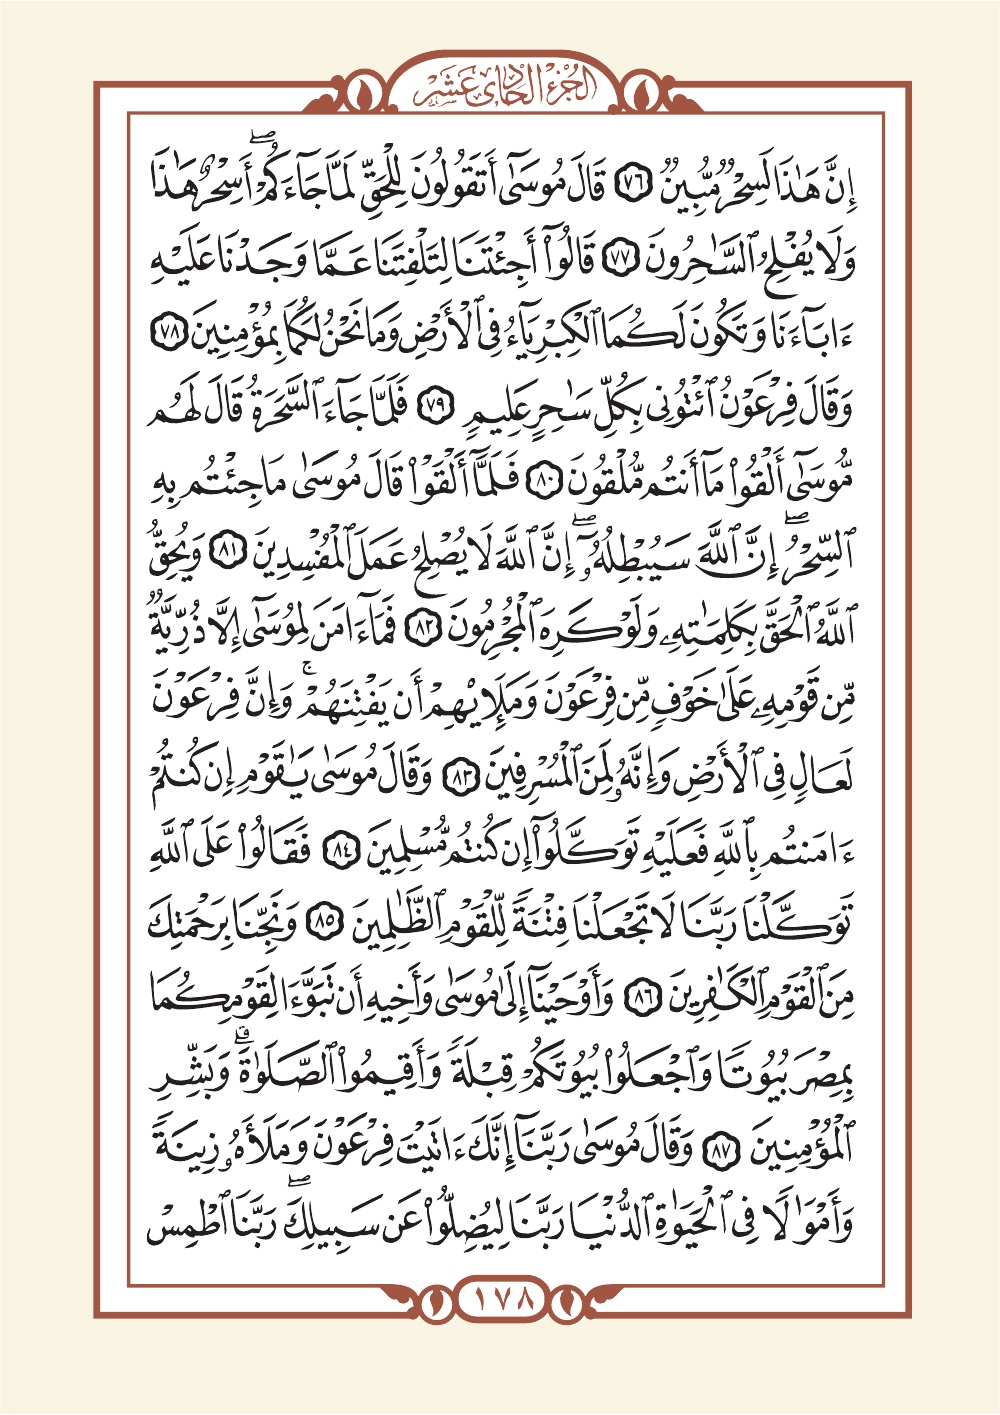 الجزء الحادي عشر
إِنَّ هَٰذَا لَسِحْرٌ مُّبِينٌ ٧٦ قَالَ مُوسَىٰٓ أَتَقُولُونَ لِلْحَقِّ لَمَّا جَآءَكُمْۖ أَسِحْرٌ هَٰذَا
وَلَا يُفْلِحُ ٱلسَّٰحِرُونَ ٧٧ قَالُوٓا۟ أَجِئْتَنَا لِتَلْفِتَنَا عَمَّا وَجَدْنَا عَلَيْهِ
ءَابَآءَنَا وَتَكُونَ لَكُمَا ٱلْكِبْرِيَآءُ فِى ٱلْأَرْضِ وَمَا نَحْنُ لَكُمَا بِمُؤْمِنِينَ ٧٨
وَقَالَ فِرْعَوْنُ ٱئْتُونِى بِكُلِّ سَٰحِرٍ عَلِيمٍ ٧٩ فَلَمَّا جَآءَ ٱلسَّحَرَةُ قَالَ لَهُم
مُّوسَىٰٓ أَلْقُوا۟ مَآ أَنتُم مُّلْقُونَ ٨٠ فَلَمَّآ أَلْقَوْا۟ قَالَ مُوسَىٰ مَا جِئْتُم بِهِ
ٱلسِّحْرُۖ إِنَّ ٱللَّهَ سَيُبْطِلُهُۥٓۖ إِنَّ ٱللَّهَ لَا يُصْلِحُ عَمَلَ ٱلْمُفْسِدِينَ ٨١ وَيُحِقُّ
ٱللَّهُ ٱلْحَقَّ بِكَلِمَٰتِهِۦ وَلَوْ كَرِهَ ٱلْمُجْرِمُونَ ٨٢ فَمَآ ءَامَنَ لِمُوسَىٰٓ إِلَّا ذُرِّيَّةٌ
مِّن قَوْمِهِۦ عَلَىٰ خَوْفٍ مِّن فِرْعَوْنَ وَمَلَإِي۟هِمْ أَن يَفْتِنَهُمْۚ وَإِنَّ فِرْعَوْنَ
لَعَالٍ فِى ٱلْأَرْضِ وَإِنَّهُۥ لَمِنَ ٱلْمُسْرِفِينَ ٨٣ وَقَالَ مُوسَىٰ يَٰقَوْمِ إِن كُنتُمْ
ءَامَنتُم بِٱللَّهِ فَعَلَيْهِ تَوَكَّلُوٓا۟ إِن كُنتُم مُّسْلِمِينَ ٨٤ فَقَالُوا۟ عَلَى ٱللَّهِ
تَوَكَّلْنَا رَبَّنَا لَا تَجْعَلْنَا فِتْنَةً لِّلْقَوْمِ ٱلظَّٰلِمِينَ ٨٥ وَنَجِّنَا بِرَحْمَتِكَ
مِنَ ٱلْقَوْمِ ٱلْكَٰفِرِينَ ٨٦ وَأَوْحَيْنَآ إِلَىٰ مُوسَىٰ وَأَخِيهِ أَن تَبَوَّءَا لِقَوْمِكُمَا
بِمِصْرَ بُيُوتًا وَٱجْعَلُوا۟ بُيُوتَكُمْ قِبْلَةً وَأَقِيمُوا۟ ٱلصَّلَوٰةَۗ وَبَشِّرِ
ٱلْمُؤْمِنِينَ ٨٧ وَقَالَ مُوسَىٰ رَبَّنَآ إِنَّكَ ءَاتَيْتَ فِرْعَوْنَ وَمَلَأَهُۥ زِينَةً
وَأَمْوَٰلًا فِى ٱلْحَيَوٰةِ ٱلدُّنْيَا رَبَّنَا لِيُضِلُّوا۟ عَن سَبِيلِكَۖ رَبَّنَا ٱطْمِسْ
١٧٨